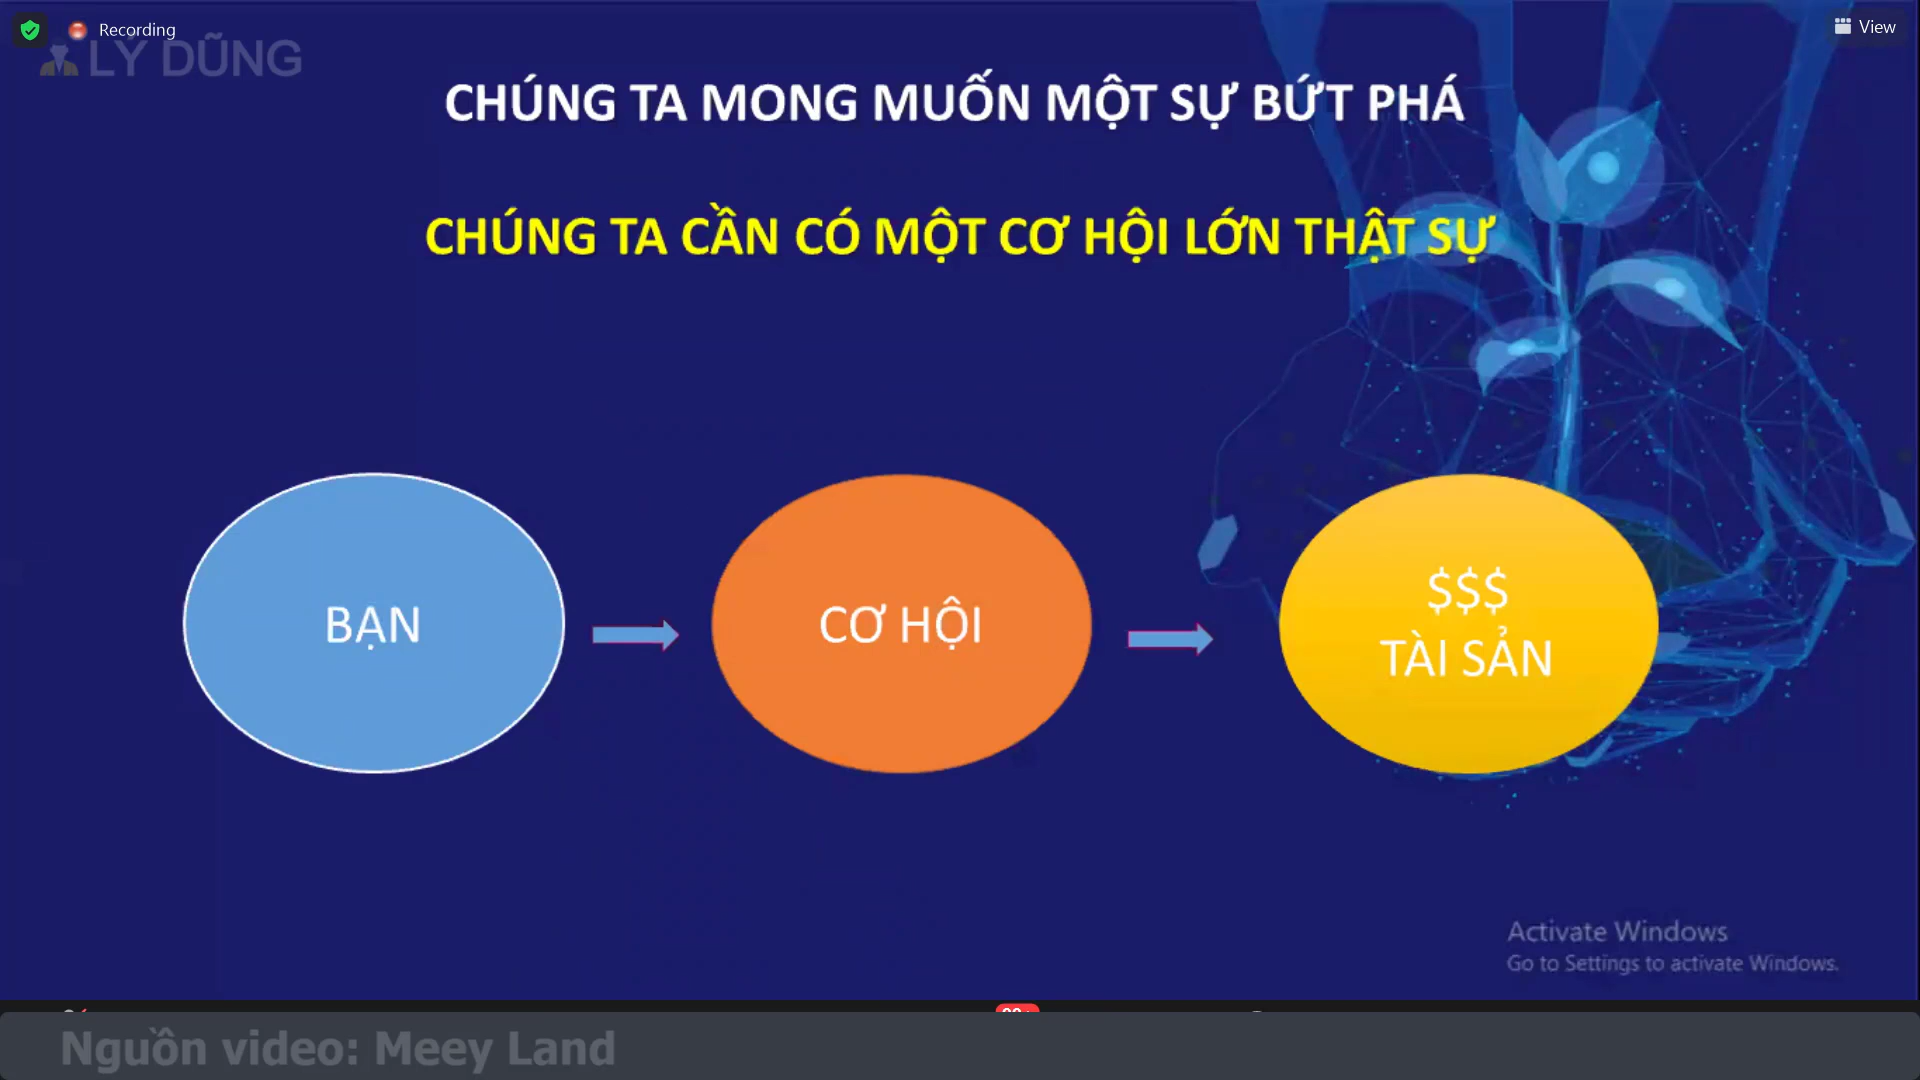 Recording
View
LÝ DŨNG
CHÚNG TA MONG MUỐN MỘT SỰ BỨT PHÁ
CHÚNG TA CẦN CÓ MỘT CƠ HỘI LỚN THẬT SỰ
BẠN
CƠ HỘI
$$$
TÀI SẢN
Activate Windows
Go to Settings to activate Windows.
Nguồn video: Meey Land